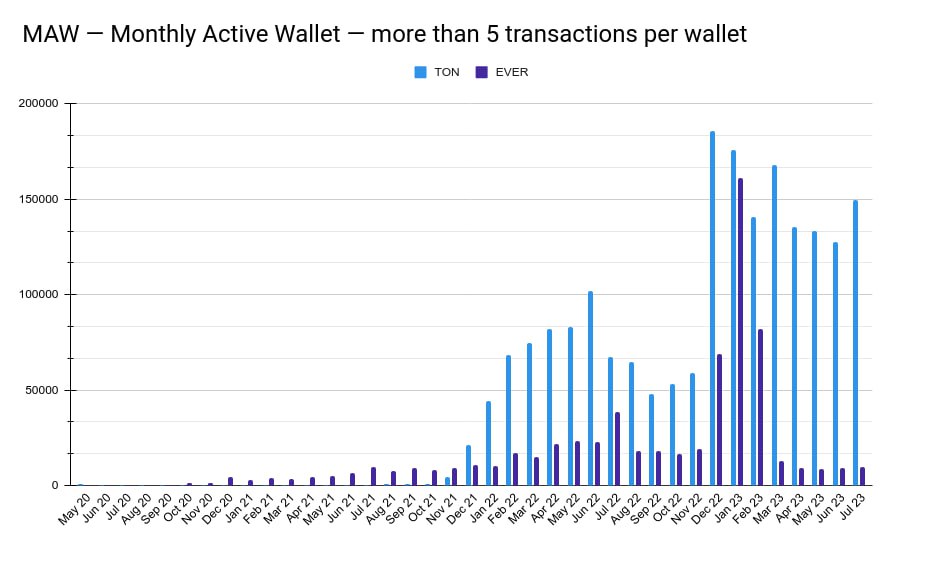 MAW — Monthly Active Wallet — more than 5 transactions per wallet
TON EVER
200000
150000
100000
50000
0
May 20 Jun 20 Jul 20 Aug 20 Sep 20 Oct 20 Nov 20 Dec 20 Jan 21 Feb 21 Mar 21 Apr 21 May 21 Jun 21 Jul 21 Aug 21 Sep 21 Oct 21 Nov 21 Dec 21 Jan 22 Feb 22 Mar 22 Apr 22 May 22 Jun 22 Jul 22 Aug 22 Sep 22 Oct 22 Nov 22 Dec 22 Jan 23 Feb 23 Mar 23 Apr 23 May 23 Jun 23 Jul 23